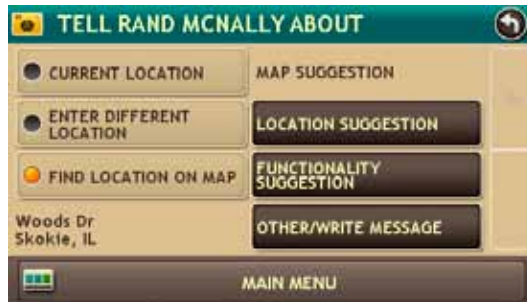 TELL RAND MCNALLY ABOUT
CURRENT LOCATION
MAP SUGGESTION
ENTER DIFFERENT
LOCATION
LOCATION SUGGESTION
FIND LOCATION ON MAP
FUNCTIONALITY
SUGGESTION
Woods Dr
Skokie, IL
OTHER/WRITE MESSAGE
MAIN MENU